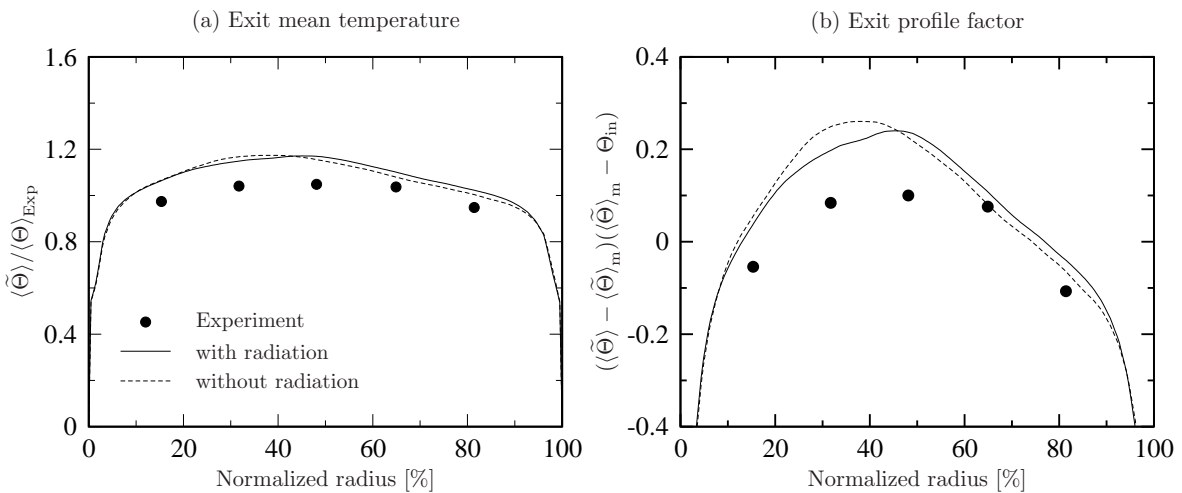 (a) Exit mean temperature
(b) Exit profile factor
⟨Θ̃⟩/⟨Θ⟩Exp
1.6
1.2
0.8
0.4
0
0 20 40 60 80 100
Normalized radius [%]
Experiment
with radiation
without radiation
(⟨Θ̃⟩ − ⟨Θ̃⟩m)(⟨Θ̃⟩m − Θin)
0.4
0.2
0
-0.2
-0.4
0 20 40 60 80 100
Normalized radius [%]